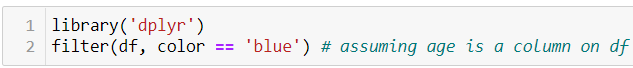 1 library('dplyr')
2 filter(df, color == 'blue') # assuming age is a column on df